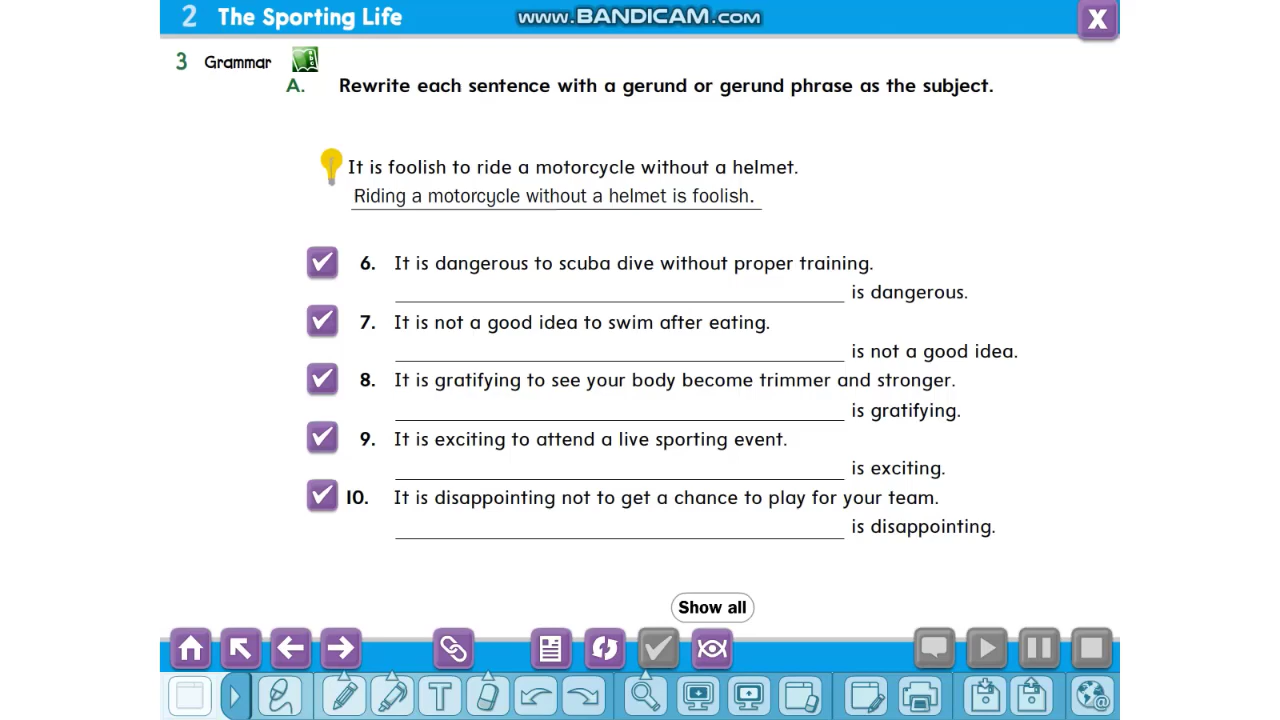 2 The Sporting Life
www.BANDICAM.com
X
3 Grammar
A. Rewrite each sentence with a gerund or gerund phrase as the subject.
It is foolish to ride a motorcycle without a helmet.
Riding a motorcycle without a helmet is foolish.
6. It is dangerous to scuba dive without proper training.
is dangerous.
7. It is not a good idea to swim after eating.
is not a good idea.
8. It is gratifying to see your body become trimmer and stronger.
is gratifying.
9. It is exciting to attend a live sporting event.
is exciting.
10. It is disappointing not to get a chance to play for your team.
is disappointing.
Show all
T
@